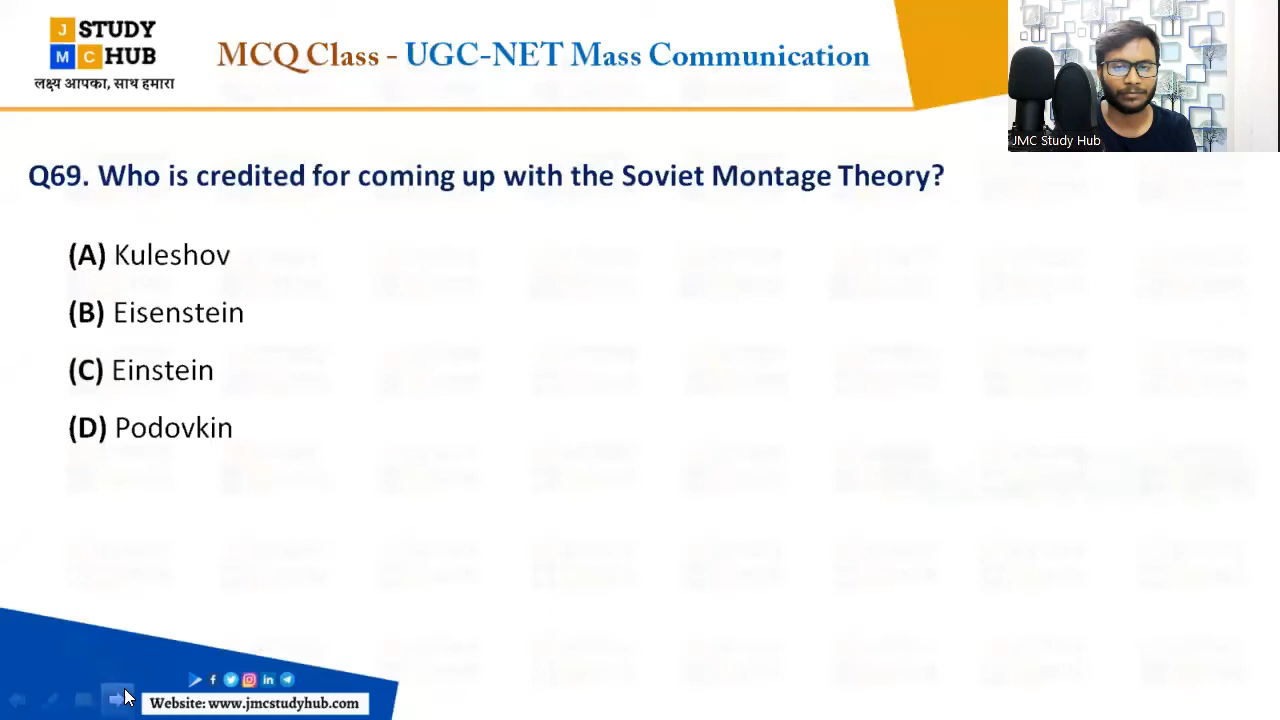 J STUDY
M C HUB
लक्ष्य आपका, साथ हमारा
MCQ Class - UGC-NET Mass Communication
JMC Study Hub
Q69. Who is credited for coming up with the Soviet Montage Theory?
(A) Kuleshov
(B) Eisenstein
(C) Einstein
(D) Podovkin
Website: www.jmcstudyhub.com